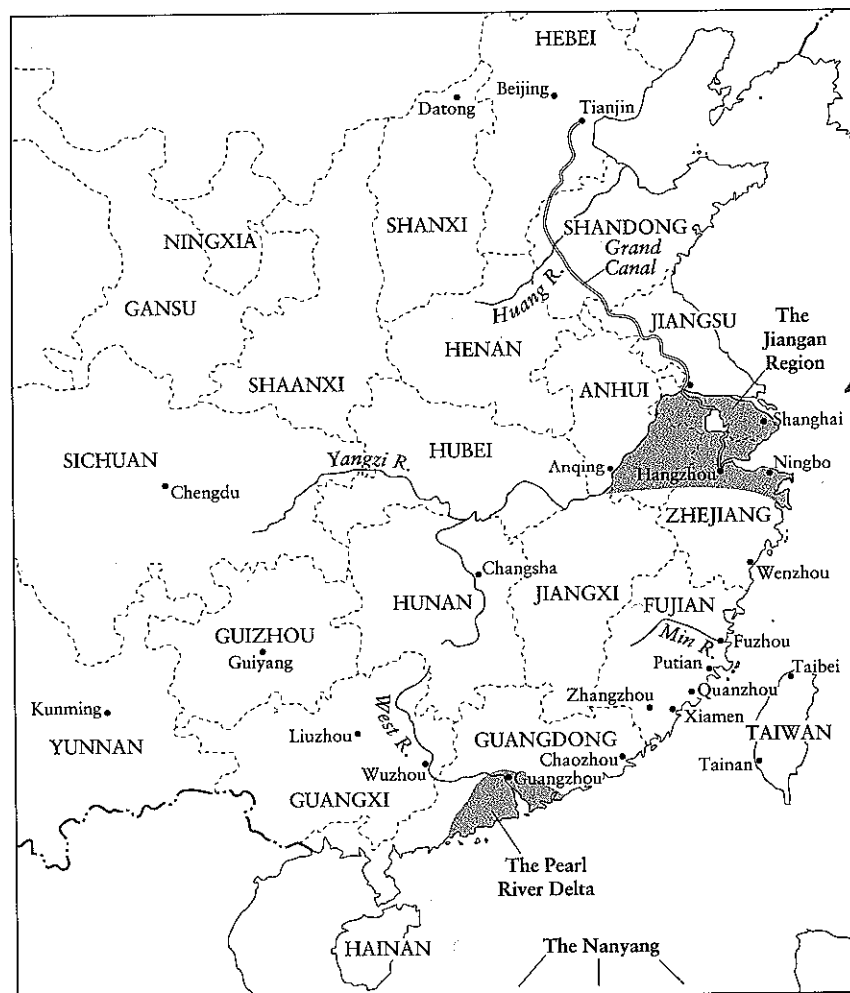 HEBEI
Beijing
Datong
Tianjin
SHANXI
SHANDONG
NINGXIA
Grand
Canal
GANSU
Huang R.
JIANGSU
The
Jiangan
Region
HENAN
SHAANXI
ANHUI
Shanghai
HUBEI
SICHUAN
Yangzi R.
Anqing
Hangzhou
Ningbo
Chengdu
ZHEJIANG
Wenzhou
Changsha
JIANGXI
HUNAN
FUJIAN
GUIZHOU
Min R.
Fuzhou
Guiyang
Putian
Taibei
Zhangzhou
Quanzhou
Kunming
West R.
Xiamen
Liuzhou
GUANGDONG
TAIWAN
YUNNAN
Chaozhou
Wuzhou
Guangzhou
Tainan
GUANGXI
The Pearl
River Delta
HAINAN
The Nanyang